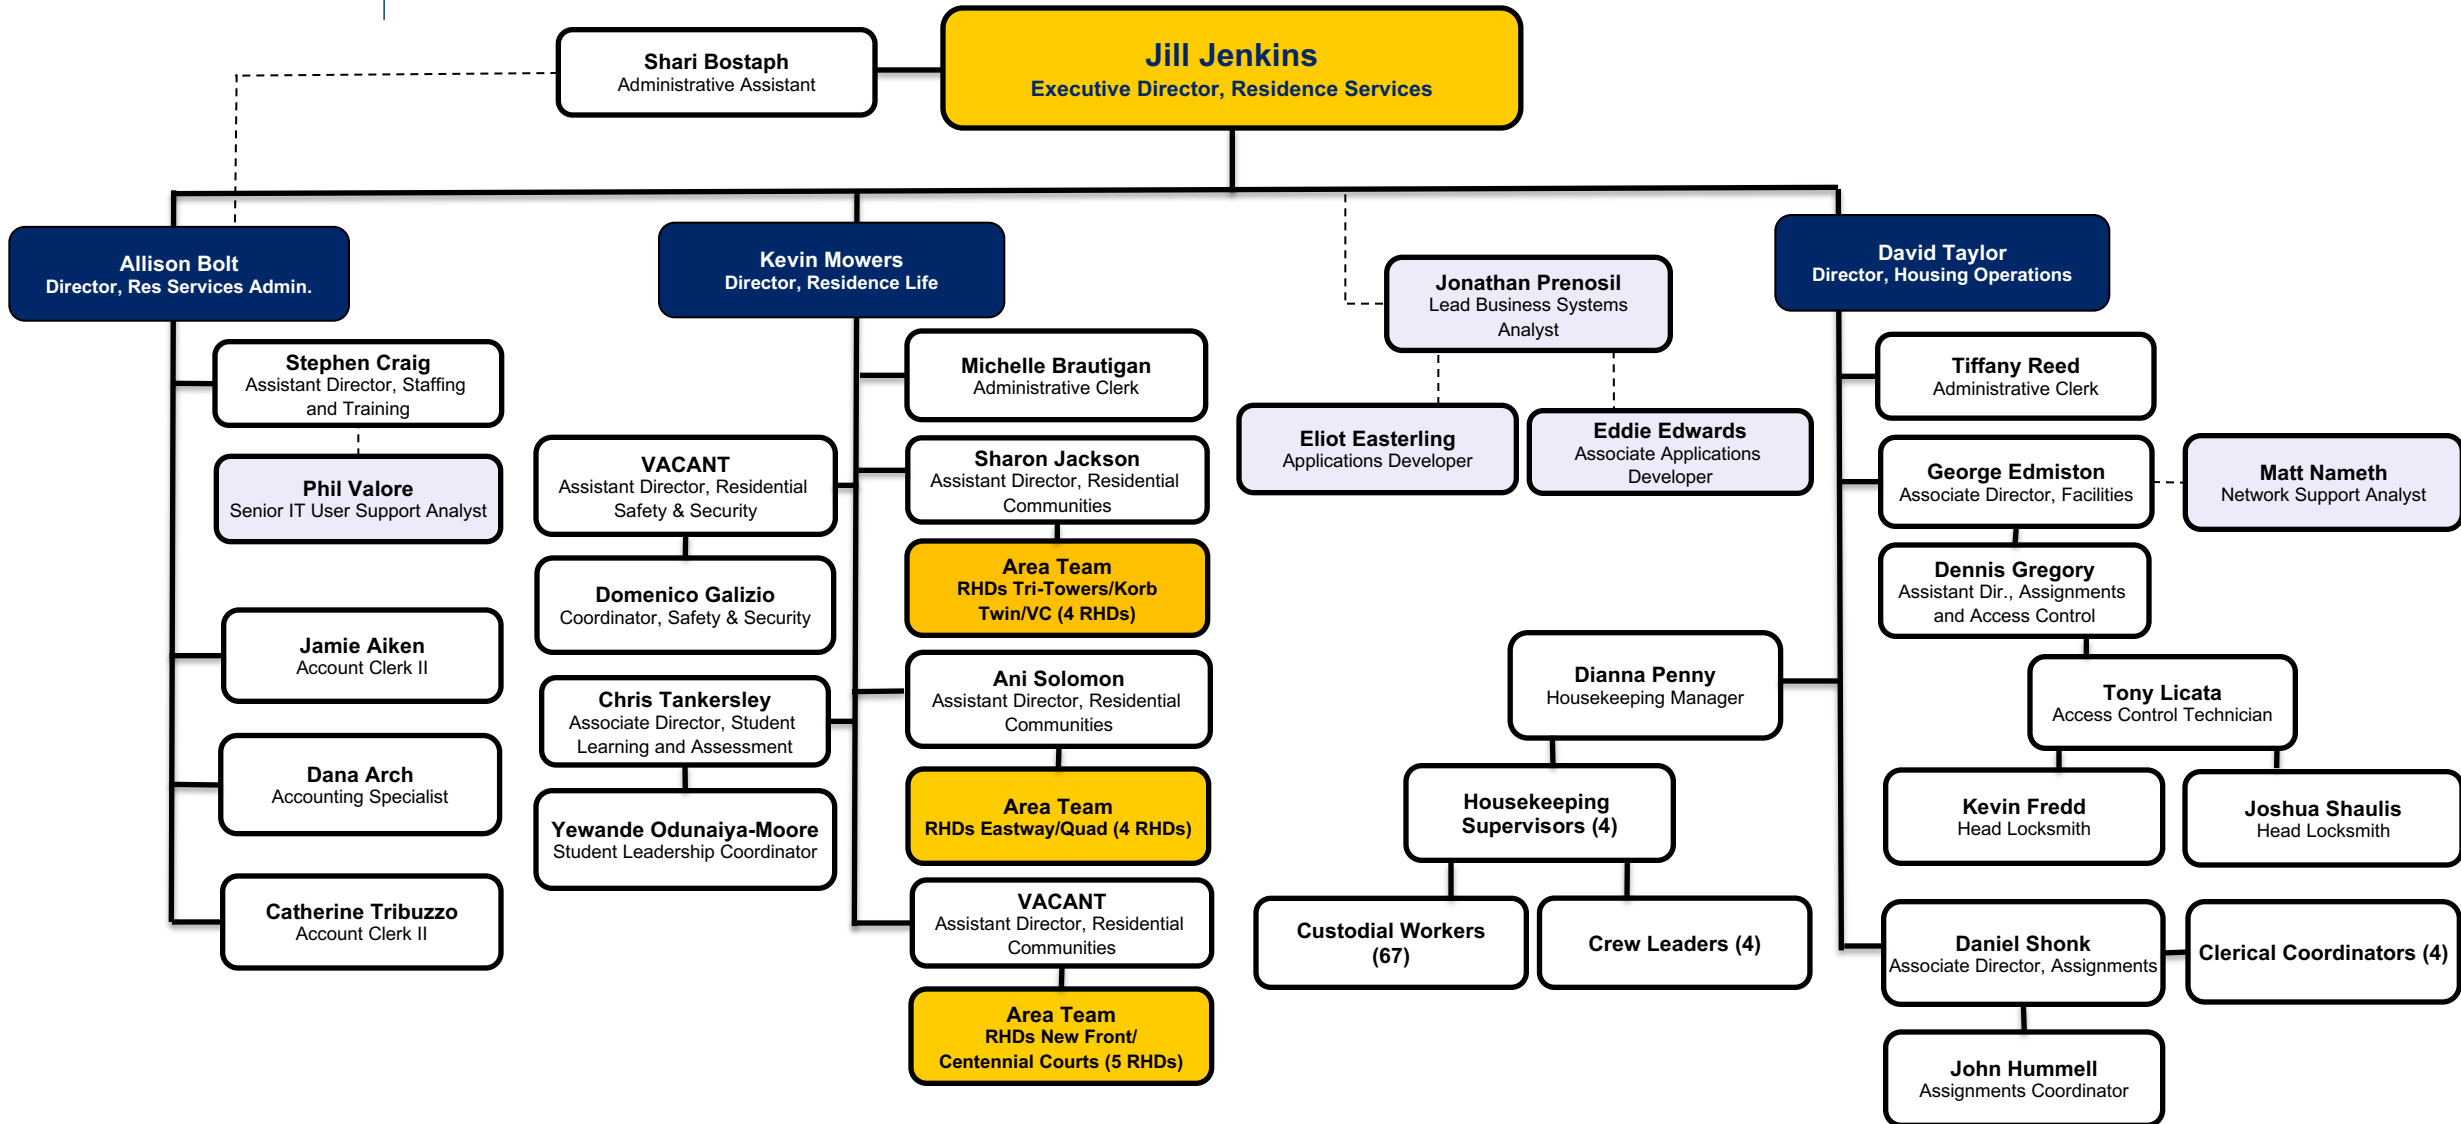 Jill Jenkins
Executive Director, Residence Services
Shari Bostaph
Administrative Assistant
Allison Bolt
Director, Res Services Admin.
Stephen Craig
Assistant Director, Staffing
and Training
Phil Valore
Senior IT User Support Analyst
Jamie Aiken
Account Clerk II
Dana Arch
Accounting Specialist
Catherine Tribuzzo
Account Clerk II
Kevin Mowers
Director, Residence Life
Michelle Brautigan
Administrative Clerk
VACANT
Assistant Director, Residential
Safety & Security
Domenico Galizio
Coordinator, Safety & Security
Sharon Jackson
Assistant Director, Residential
Communities
Area Team
RHDs Tri-Towers/Korb
Twin/VC (4 RHDs)
Chris Tankersley
Associate Director, Student
Learning and Assessment
Yewande Odunaiya-Moore
Student Leadership Coordinator
Ani Solomon
Assistant Director, Residential
Communities
Area Team
RHDs Eastway/Quad (4 RHDs)
VACANT
Assistant Director, Residential
Communities
Area Team
RHDs New Front/
Centennial Courts (5 RHDs)
Jonathan Prenosil
Lead Business Systems
Analyst
Eliot Easterling
Applications Developer
Eddie Edwards
Associate Applications
Developer
David Taylor
Director, Housing Operations
Tiffany Reed
Administrative Clerk
George Edmiston
Associate Director, Facilities
Matt Nameth
Network Support Analyst
Dennis Gregory
Assistant Dir., Assignments
and Access Control
Tony Licata
Access Control Technician
Kevin Fredd
Head Locksmith
Joshua Shaulis
Head Locksmith
Dianna Penny
Housekeeping Manager
Housekeeping
Supervisors (4)
Custodial Workers
(67)
Crew Leaders (4)
Daniel Shonk
Associate Director, Assignments
Clerical Coordinators (4)
John Hummell
Assignments Coordinator